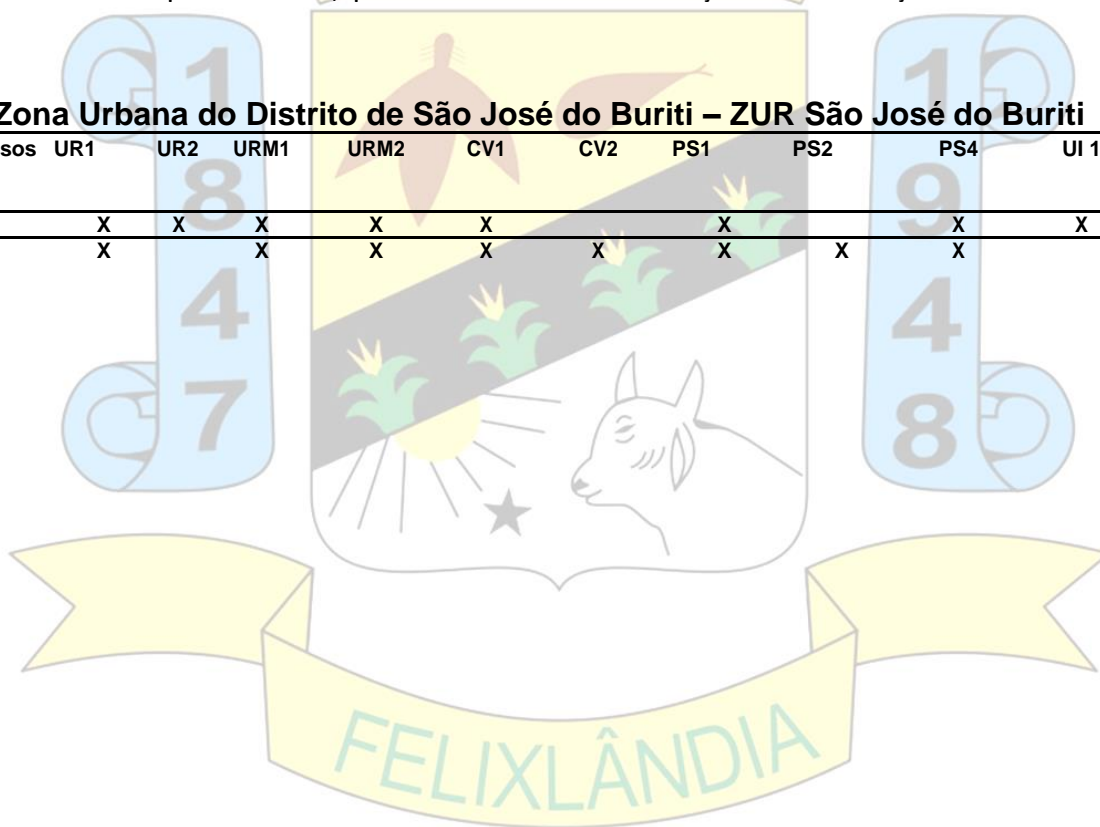 Zona Urbana do Distrito de São José do Buriti – ZUR São José do Buriti
sos UR1 UR2 URM1 URM2 CV1 CV2 PS1 PS2 PS4 UI 1
X X X X X X X X
X X X X X X X X
1 1
8 9
4 4
7 8
FELIXLÂNDIA